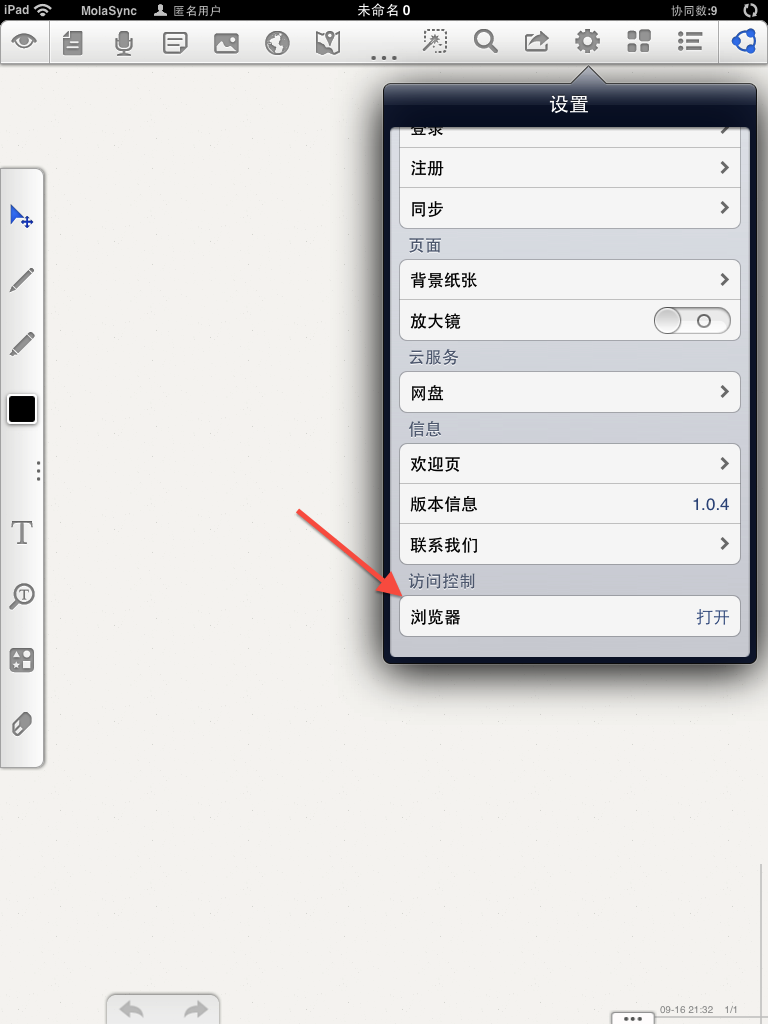 iPad MolaSync 匿名用户 未命名 0 协同数:9
设置
登录
注册
同步
页面
背景纸张
放大镜
云服务
网盘
信息
欢迎页
版本信息 1.0.4
联系我们
访问控制
浏览器 打开
T
T
09-16 21:32 1/1